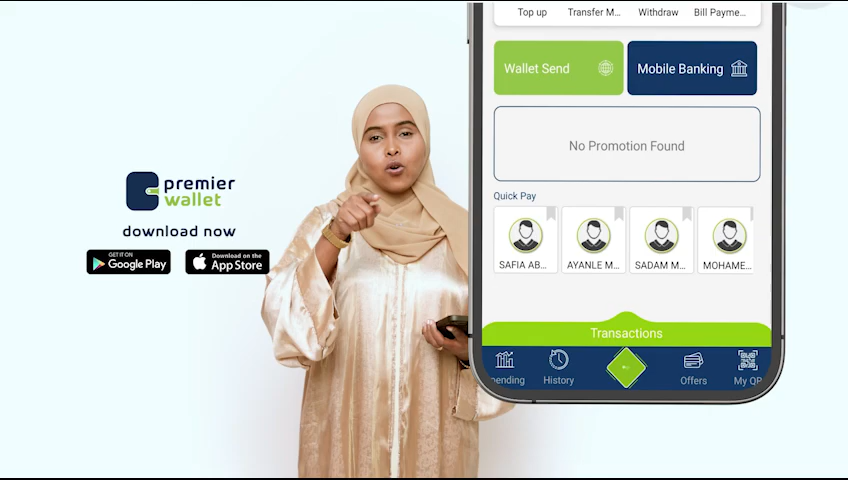 premier
wallet
download now
GET IT ON
Google Play
Download on the
App Store
Top up
Transfer M...
Withdraw
Bill Payme...
Wallet Send
Mobile Banking
No Promotion Found
Quick Pay
SAFIA AB...
AYANLE M...
SADAM M...
MOHAME...
Transactions
pending
History
Offers
My QR